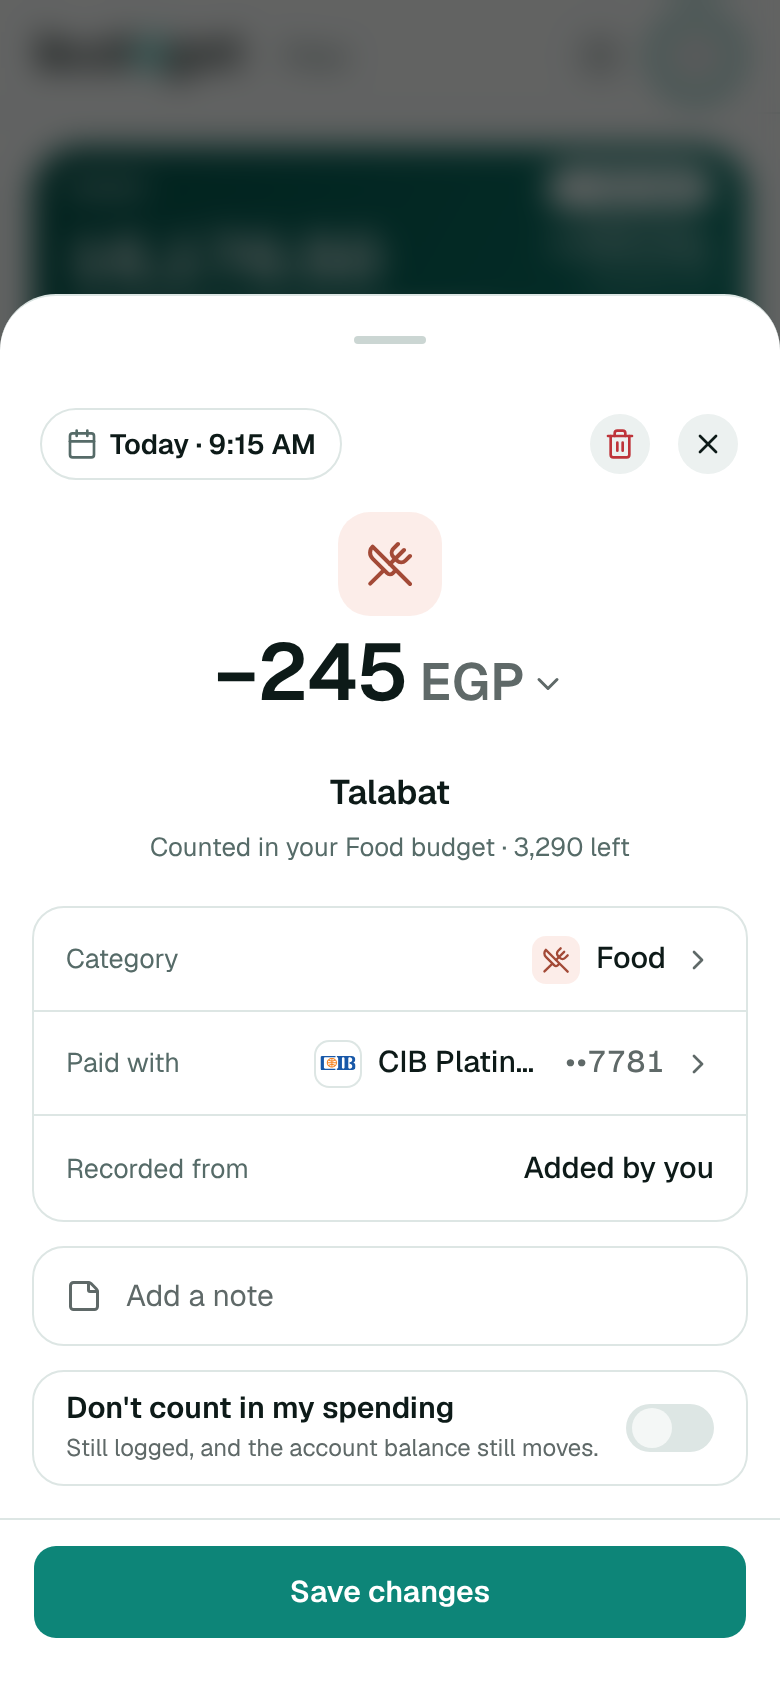 Today · 9:15 AM
−245 EGP
Talabat
Counted in your Food budget · 3,290 left
Category Food
Paid with CIB CIB Platin... ••7781
Recorded from Added by you
Add a note
Don't count in my spending
Still logged, and the account balance still moves.
Save changes